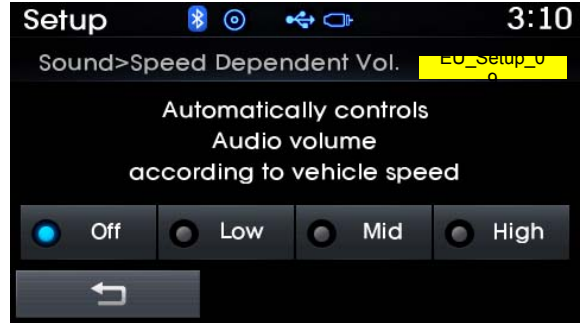 Setup 3:10
Sound>Speed Dependent Vol. EU_Setup_0
9
Automatically controls
Audio volume
according to vehicle speed
Off Low Mid High